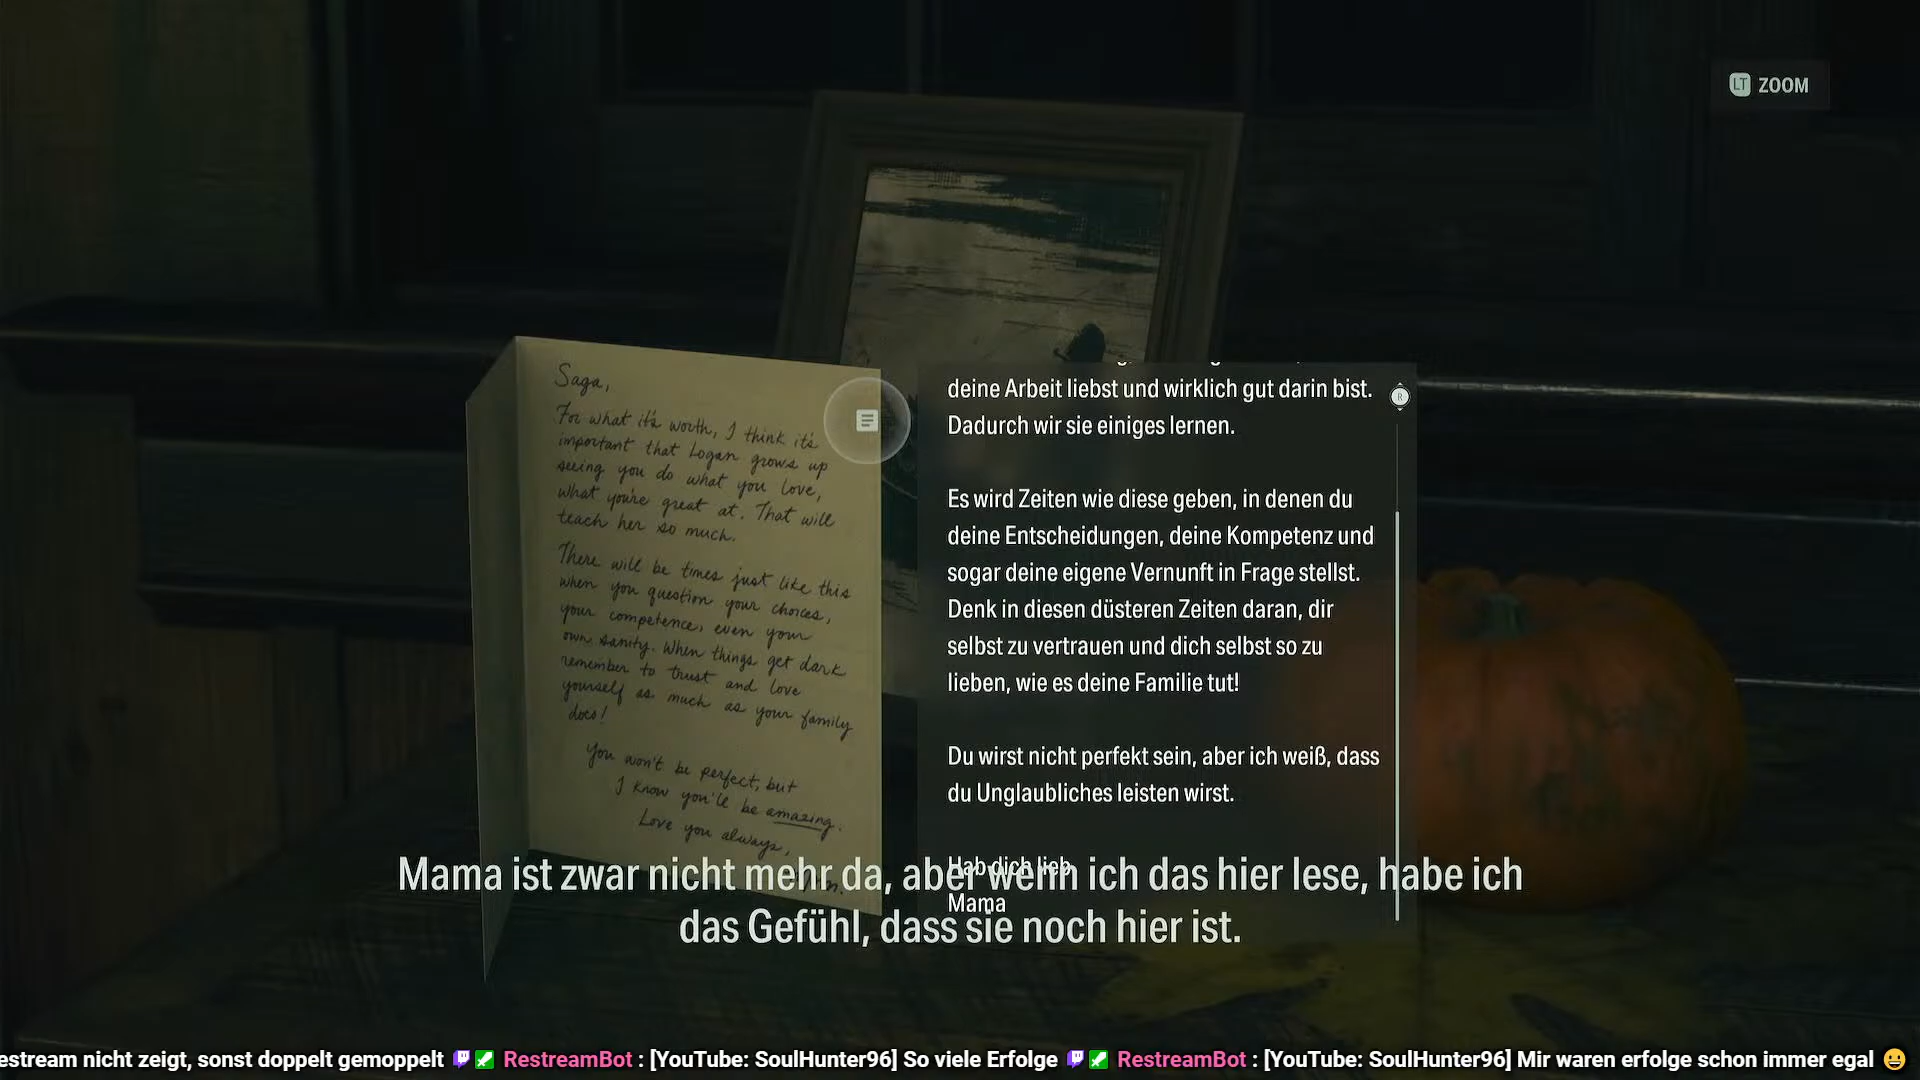 ZOOM
Saga,
For what it's worth, I think it's
important that Logan grows up
seeing you do what you love,
what you're great at. That will
teach her so much.
There will be times just like this
when you question your choices,
your competence, even your
own sanity. When things get dark
remember to trust and love
yourself as much as your family
does!
You won't be perfect, but
I know you'll be amazing.
Love you always,
deine Arbeit liebst und wirklich gut darin bist.
Dadurch wir sie einiges lernen.
Es wird Zeiten wie diese geben, in denen du
deine Entscheidungen, deine Kompetenz und
sogar deine eigene Vernunft in Frage stellst.
Denk in diesen düsteren Zeiten daran, dir
selbst zu vertrauen und dich selbst so zu
lieben, wie es deine Familie tut!
Du wirst nicht perfekt sein, aber ich weiß, dass
du Unglaubliches leisten wirst.
Hab dich lieb
Mama
Mama ist zwar nicht mehr da, aber wenn ich das hier lese, habe ich
das Gefühl, dass sie noch hier ist.
estream nicht zeigt, sonst doppelt gemoppelt RestreamBot : [YouTube: SoulHunter96] So viele Erfolge RestreamBot : [YouTube: SoulHunter96] Mir waren erfolge schon immer egal 😀